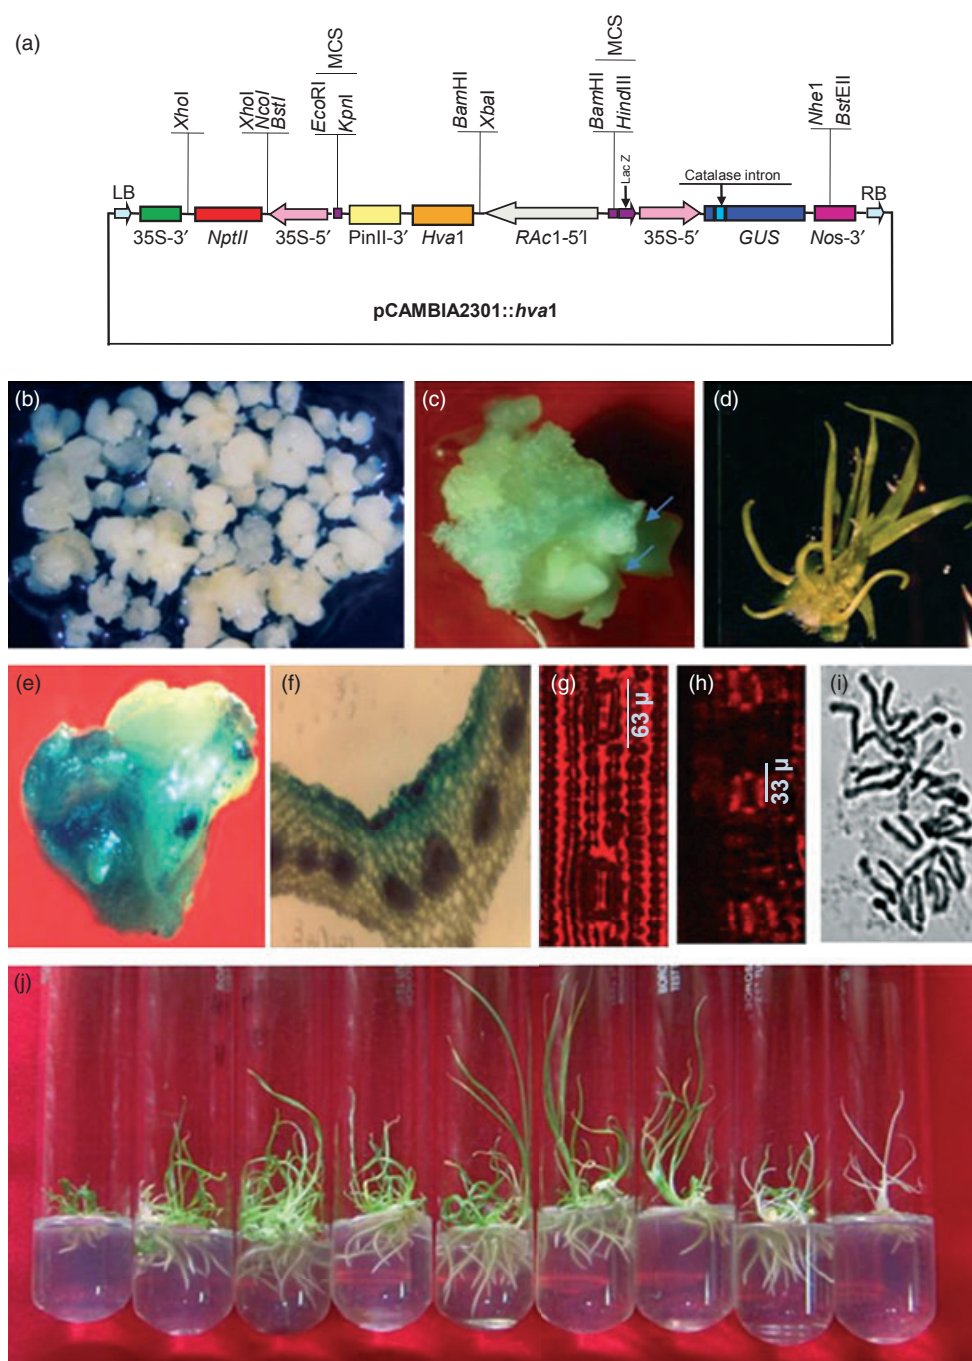 (a)
MCS
MCS
XhoI
XhoI
NcoI
BstI
EcoRI
KpnI
BamHI
XbaI
BamHI
HindIII
Nhe1
BstEII
Lac Z
Catalase intron
LB
RB
35S-3′
NptII
35S-5′
PinII-3′
Hva1
RAc1-5′I
35S-5′
GUS
Nos-3′
pCAMBIA2301::hva1
(b)
(c)
(d)
(e)
(f)
(g)
63 μ
(h)
33 μ
(i)
(j)